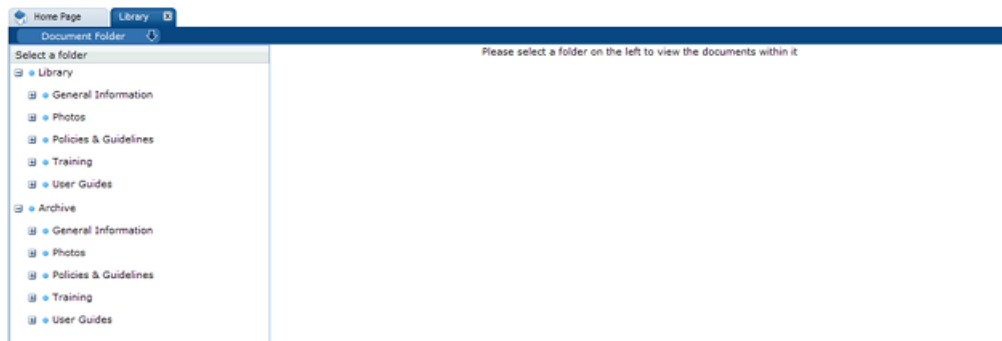 Home Page Library
Document Folder
Select a folder
Please select a folder on the left to view the documents within it
Library
General Information
Photos
Policies & Guidelines
Training
User Guides
Archive
General Information
Photos
Policies & Guidelines
Training
User Guides